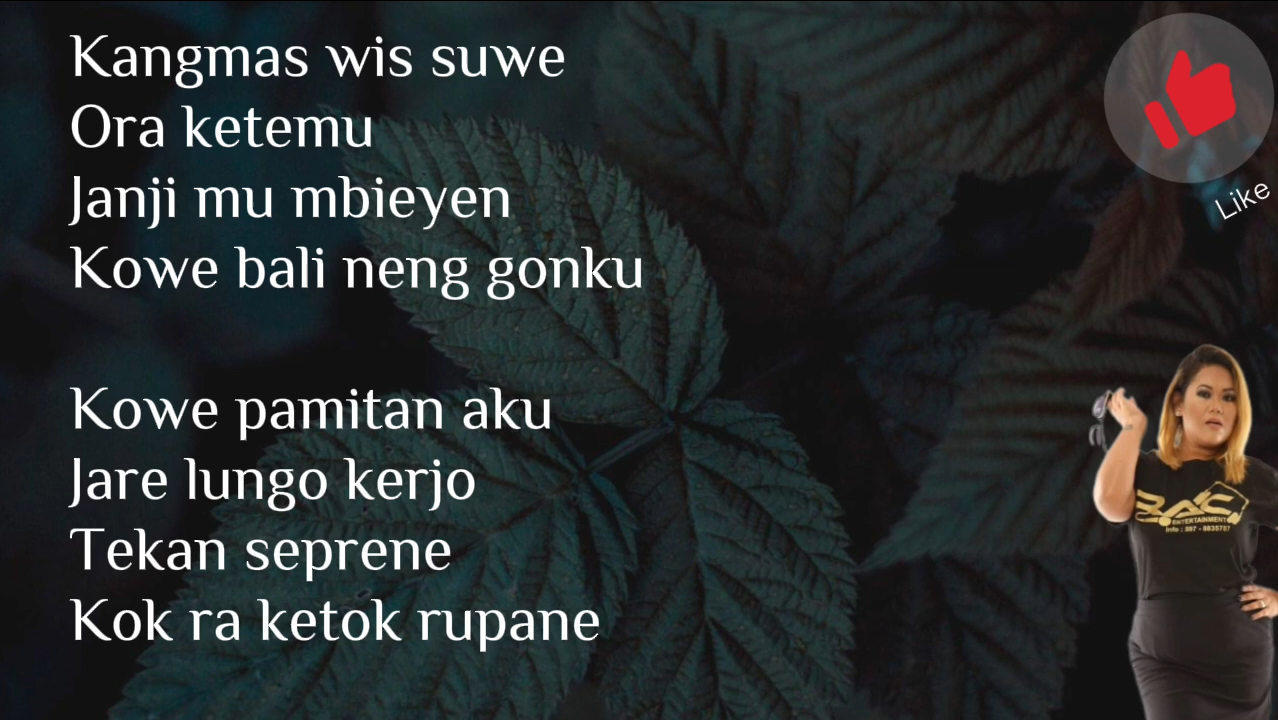 Kangmas wis suwe
Ora ketemu
Janji mu mbieyen
Kowe bali neng gonku
Kowe pamitan aku
Jare lungo kerjo
Tekan seprene
Kok ra ketok rupane
Like
ENTERTAINMENT